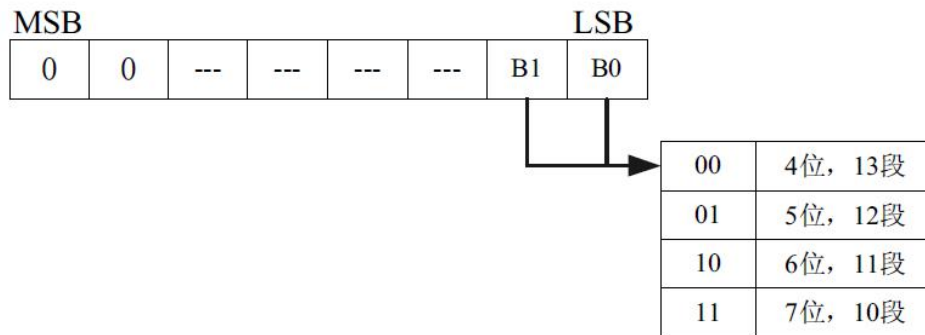 MSB LSB
0 0 --- --- --- --- B1 B0
00 4位，13段
01 5位，12段
10 6位，11段
11 7位，10段